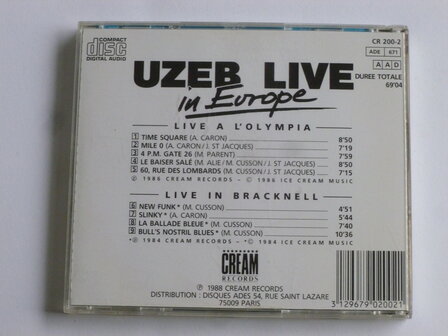 COMPACT
disc
DIGITAL AUDIO
CR 200-2
ADE 671
AAD
DUREE TOTALE
69'04
UZEB LIVE
in Europe
LIVE A L'OLYMPIA
1 TIME SQUARE (A. CARON) 8'50
2 MILE 0 (A. CARON / J. ST JACQUES) 7'19
3 4 P.M. GATE 26 (M. PARENT) 7'59
4 LE BAISER SALÉ (M. ALIE / M. CUSSON / J. ST JACQUES) 8'50
5 60, RUE DES LOMBARDS (M. CUSSON / J. ST JACQUES) 7'15
Ⓟ 1986 CREAM RECORDS - © 1986 ICE CREAM MUSIC
LIVE IN BRACKNELL
6 NEW FUNK* (M. CUSSON) 4'51
7 SLINKY* (A. CARON) 5'44
8 LA BALLADE BLEUE* (M. CUSSON) 7'40
9 BULL'S NOSTRIL BLUES* (M. CUSSON) 10'36
*Ⓟ 1984 CREAM RECORDS - *© 1984 ICE CREAM MUSIC
CREAM
RECORDS
Ⓟ 1988 CREAM RECORDS
DISTRIBUTION : DISQUES ADES 54, RUE SAINT LAZARE
75009 PARIS
3 129679 020021